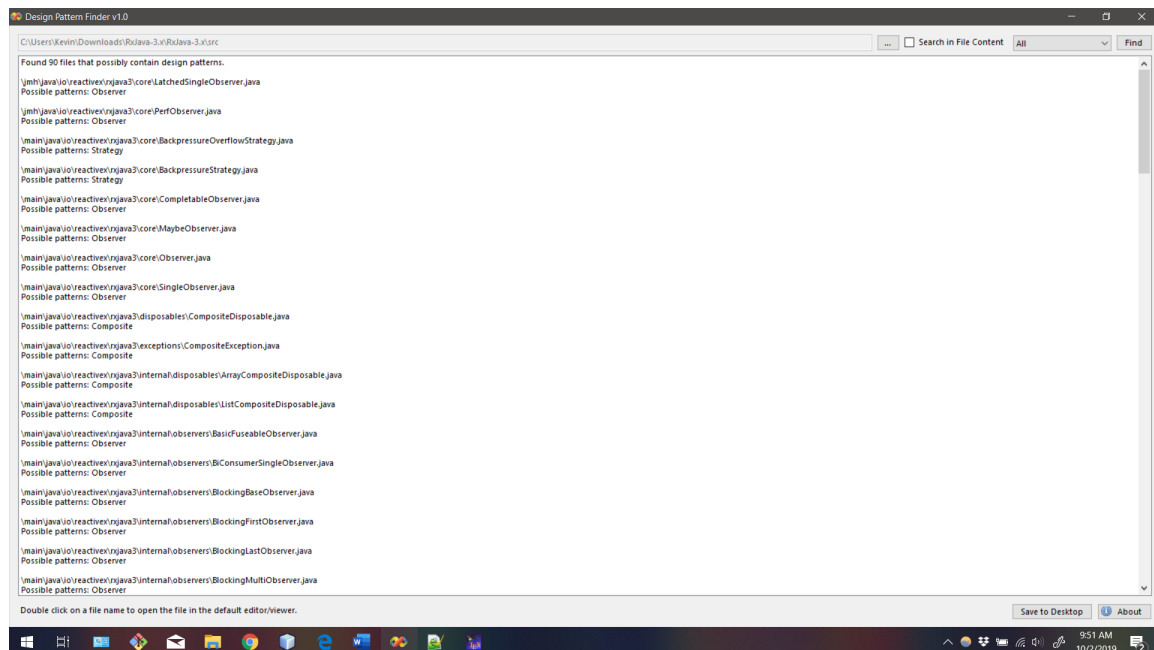 Design Pattern Finder v1.0
C:\Users\Kevin\Downloads\RxJava-3.x\RxJava-3.x\src
... Search in File Content All Find
Found 90 files that possibly contain design patterns.
\jmh\java\io\reactivex\rxjava3\core\LatchedSingleObserver.java
Possible patterns: Observer
\jmh\java\io\reactivex\rxjava3\core\PerfObserver.java
Possible patterns: Observer
\main\java\io\reactivex\rxjava3\core\BackpressureOverflowStrategy.java
Possible patterns: Strategy
\main\java\io\reactivex\rxjava3\core\BackpressureStrategy.java
Possible patterns: Strategy
\main\java\io\reactivex\rxjava3\core\CompletableObserver.java
Possible patterns: Observer
\main\java\io\reactivex\rxjava3\core\MaybeObserver.java
Possible patterns: Observer
\main\java\io\reactivex\rxjava3\core\Observer.java
Possible patterns: Observer
\main\java\io\reactivex\rxjava3\core\SingleObserver.java
Possible patterns: Observer
\main\java\io\reactivex\rxjava3\disposables\CompositeDisposable.java
Possible patterns: Composite
\main\java\io\reactivex\rxjava3\exceptions\CompositeException.java
Possible patterns: Composite
\main\java\io\reactivex\rxjava3\internal\disposables\ArrayCompositeDisposable.java
Possible patterns: Composite
\main\java\io\reactivex\rxjava3\internal\disposables\ListCompositeDisposable.java
Possible patterns: Composite
\main\java\io\reactivex\rxjava3\internal\observers\BasicFuseableObserver.java
Possible patterns: Observer
\main\java\io\reactivex\rxjava3\internal\observers\BiConsumerSingleObserver.java
Possible patterns: Observer
\main\java\io\reactivex\rxjava3\internal\observers\BlockingBaseObserver.java
Possible patterns: Observer
\main\java\io\reactivex\rxjava3\internal\observers\BlockingFirstObserver.java
Possible patterns: Observer
\main\java\io\reactivex\rxjava3\internal\observers\BlockingLastObserver.java
Possible patterns: Observer
\main\java\io\reactivex\rxjava3\internal\observers\BlockingMultiObserver.java
Possible patterns: Observer
Double click on a file name to open the file in the default editor/viewer.
Save to Desktop About
9:51 AM
10/2/2019